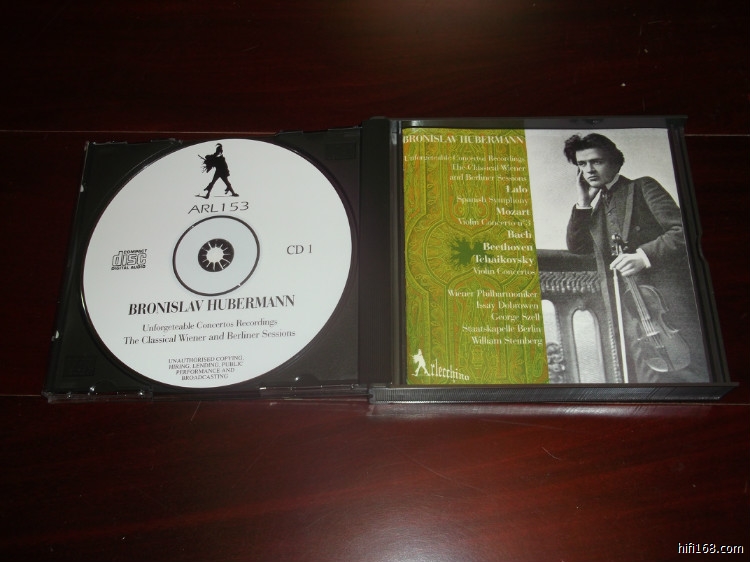 ARL153
COMPACT
disc
DIGITAL AUDIO
CD 1
BRONISLAV HUBERMANN
Unforgeteable Concertos Recordings
The Classical Wiener and Berliner Sessions
UNAUTHORISED COPYING,
HIRING, LENDING, PUBLIC
PERFORMANCE AND
BROADCASTING
BRONISLAV HUBERMANN
Unforgeteable Concertos Recordings
The Classical Wiener
and Berliner Sessions
Lalo
Spanish Symphony
Mozart
Violin Concerto n°3
Bach
Beethoven
Tchaikovsky
Violin Concertos
Wiener Philharmoniker
Issay Dobrowen
George Szell
Staatskapelle Berlin
William Steinberg
Arlecchino
hifi168.com